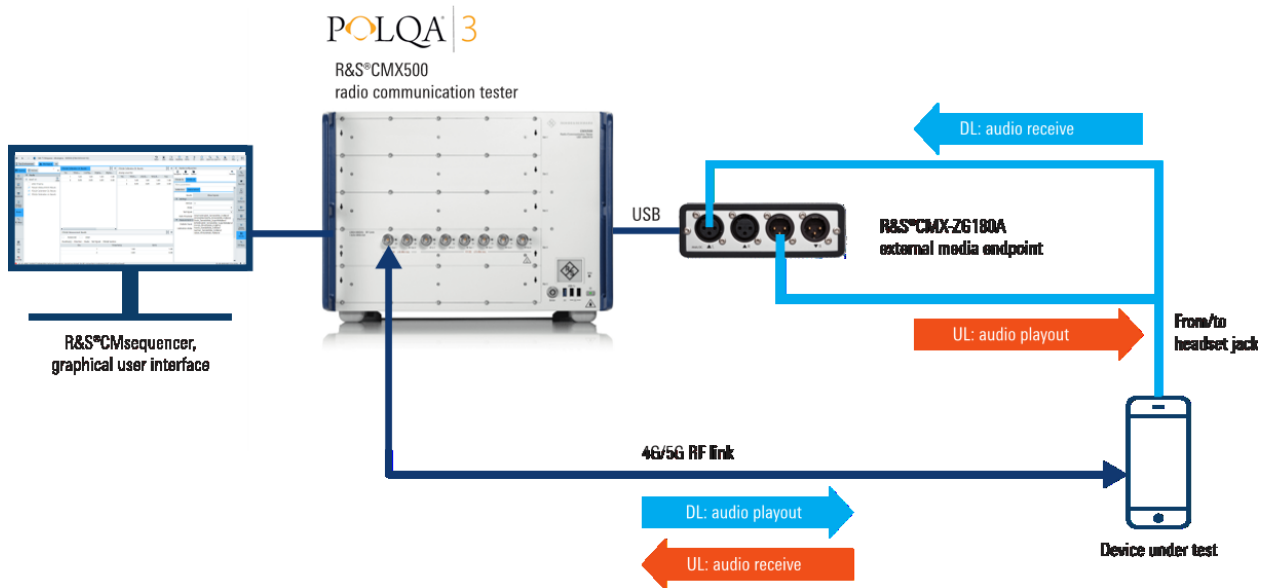 POLQA 3
R&S®CMX500
radio communication tester
DL: audio receive
USB
R&S®CMX-ZG180A
external media endpoint
UL: audio playout
From/to
headset jack
R&S®CMsequencer,
graphical user interface
4G/5G RF link
DL: audio playout
UL: audio receive
Device under test